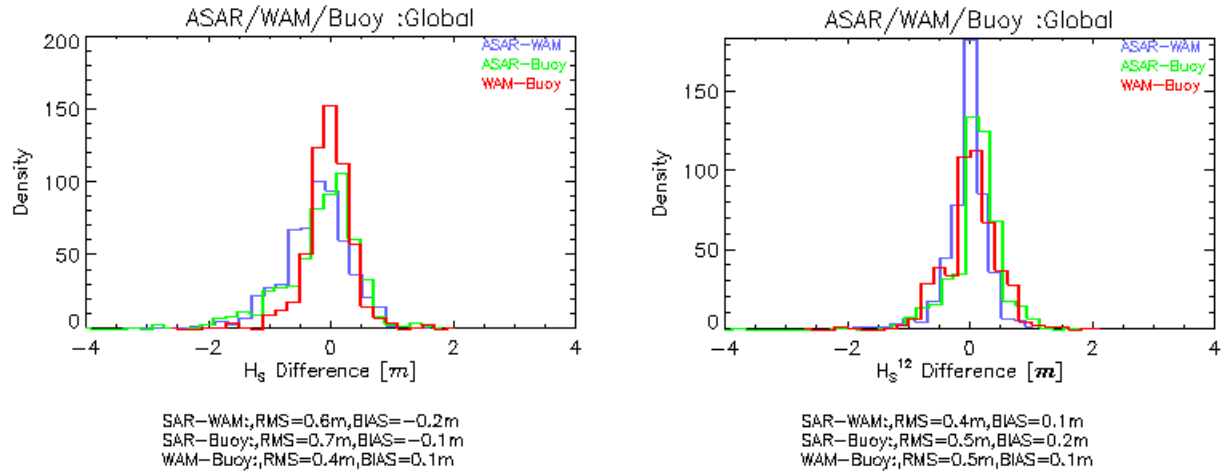 ASAR/WAM/Buoy :Global
200
150
100
50
0
Density
ASAR-WAM
ASAR-Buoy
WAM-Buoy
-4 -2 0 2 4
HS Difference [m]
SAR-WAM:,RMS=0.6m,BIAS=-0.2m
SAR-Buoy:,RMS=0.7m,BIAS=-0.1m
WAM-Buoy:,RMS=0.4m,BIAS=0.1m
ASAR/WAM/Buoy :Global
150
100
50
0
Density
ASAR-WAM
ASAR-Buoy
WAM-Buoy
-4 -2 0 2 4
HS¹² Difference [m]
SAR-WAM:,RMS=0.4m,BIAS=0.1m
SAR-Buoy:,RMS=0.5m,BIAS=0.2m
WAM-Buoy:,RMS=0.5m,BIAS=0.1m